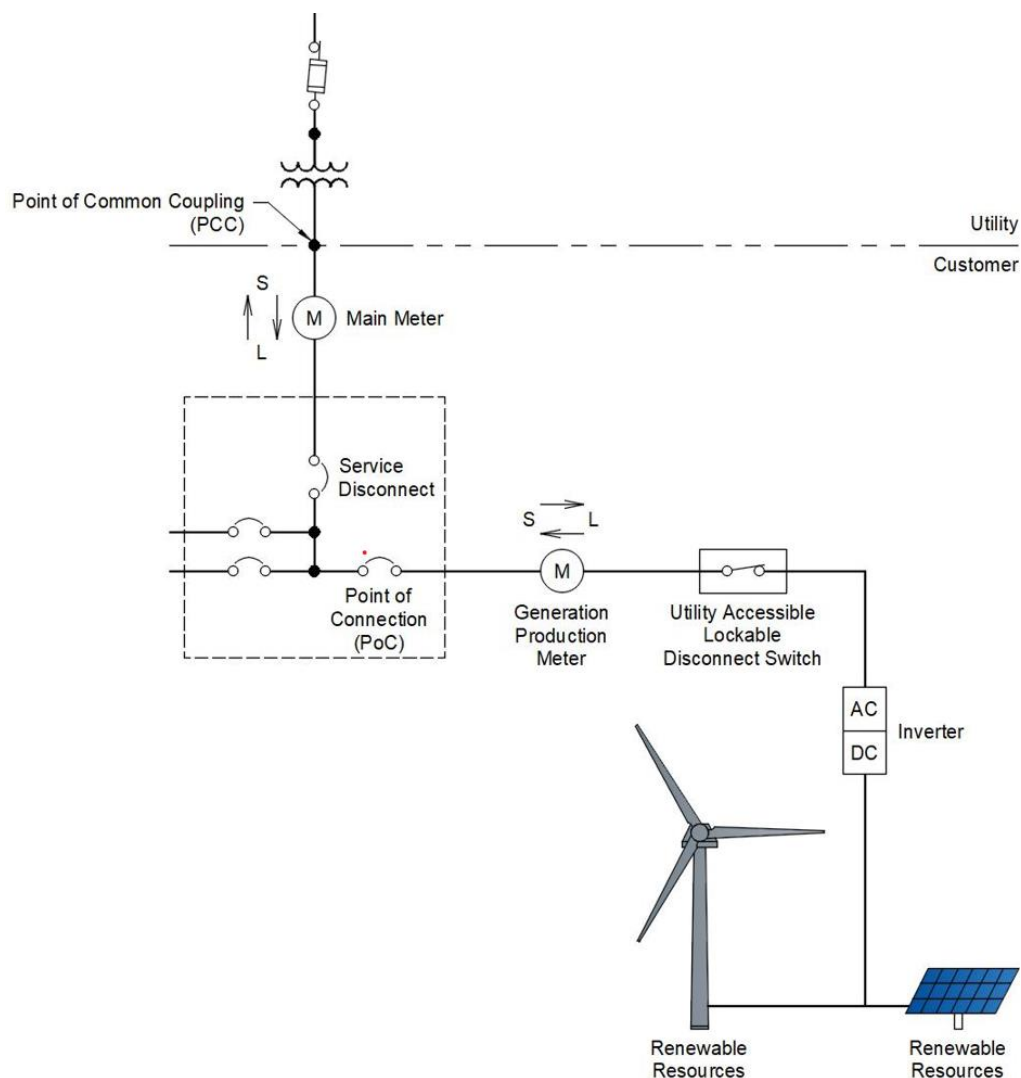 Point of Common Coupling
(PCC)
Utility
Customer
S
M
Main Meter
L
Service
Disconnect
S
L
M
Point of
Connection
(PoC)
Generation
Production
Meter
Utility Accessible
Lockable
Disconnect Switch
AC
DC
Inverter
Renewable
Resources
Renewable
Resources